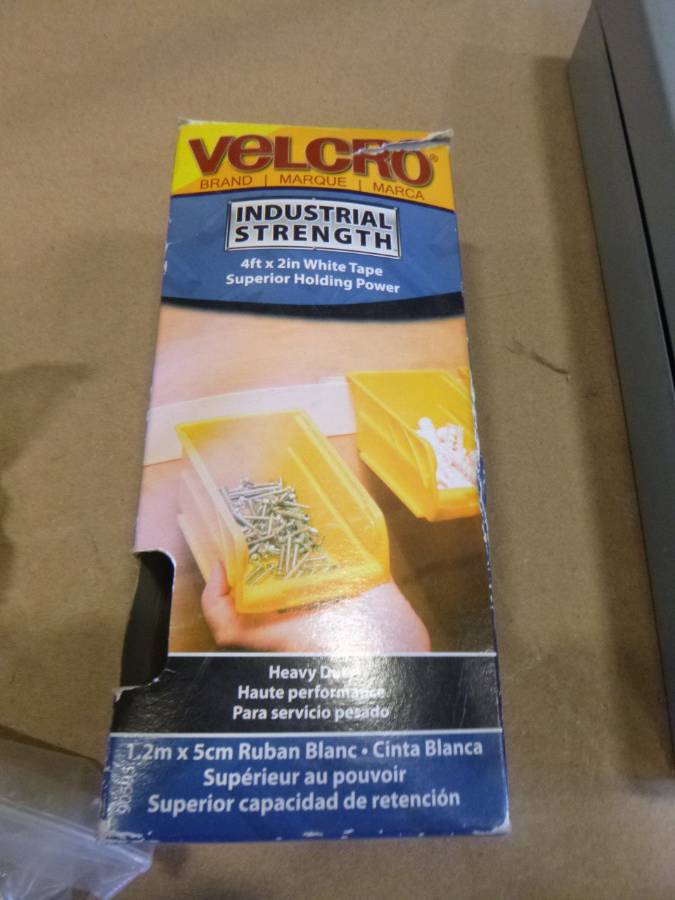 VELCRO®
BRAND | MARQUE | MARCA
INDUSTRIAL
STRENGTH
4ft x 2in White Tape
Superior Holding Power
Heavy Duty
Haute performance
Para servicio pesado
1.2m x 5cm Ruban Blanc • Cinta Blanca
Supérieur au pouvoir
Superior capacidad de retención